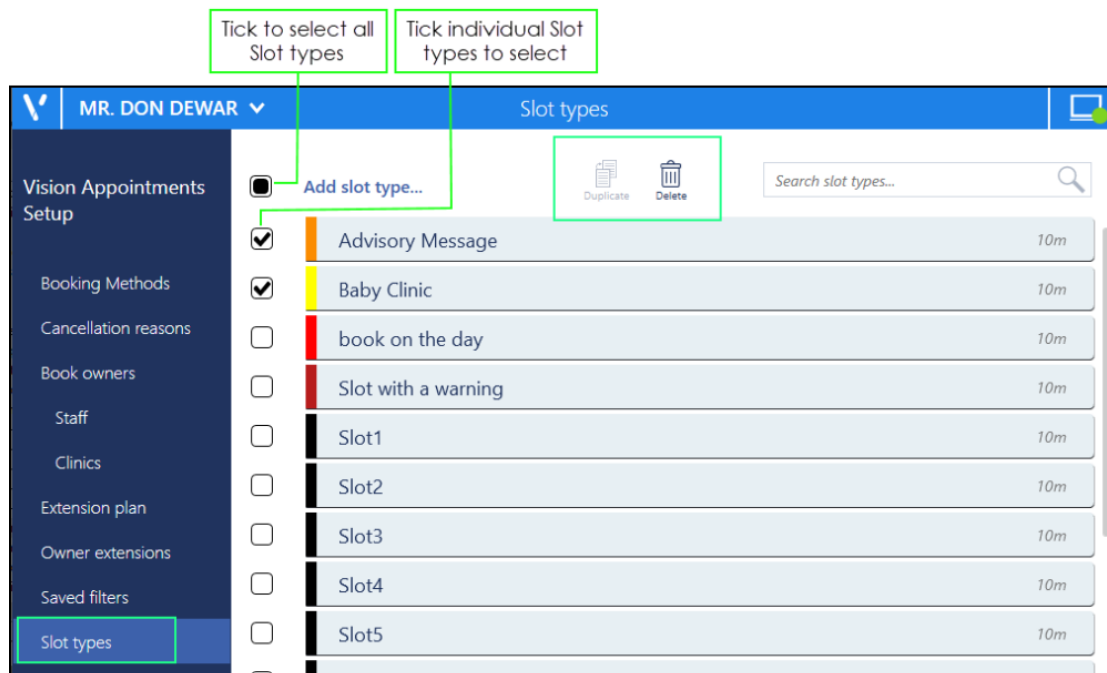 Tick to select all
Slot types
Tick individual Slot
types to select
MR. DON DEWAR
Slot types
Vision Appointments
Setup
Booking Methods
Cancellation reasons
Book owners
Staff
Clinics
Extension plan
Owner extensions
Saved filters
Slot types
Add slot type...
Duplicate
Delete
Search slot types...
Advisory Message 10m
Baby Clinic 10m
book on the day 10m
Slot with a warning 10m
Slot1 10m
Slot2 10m
Slot3 10m
Slot4 10m
Slot5 10m